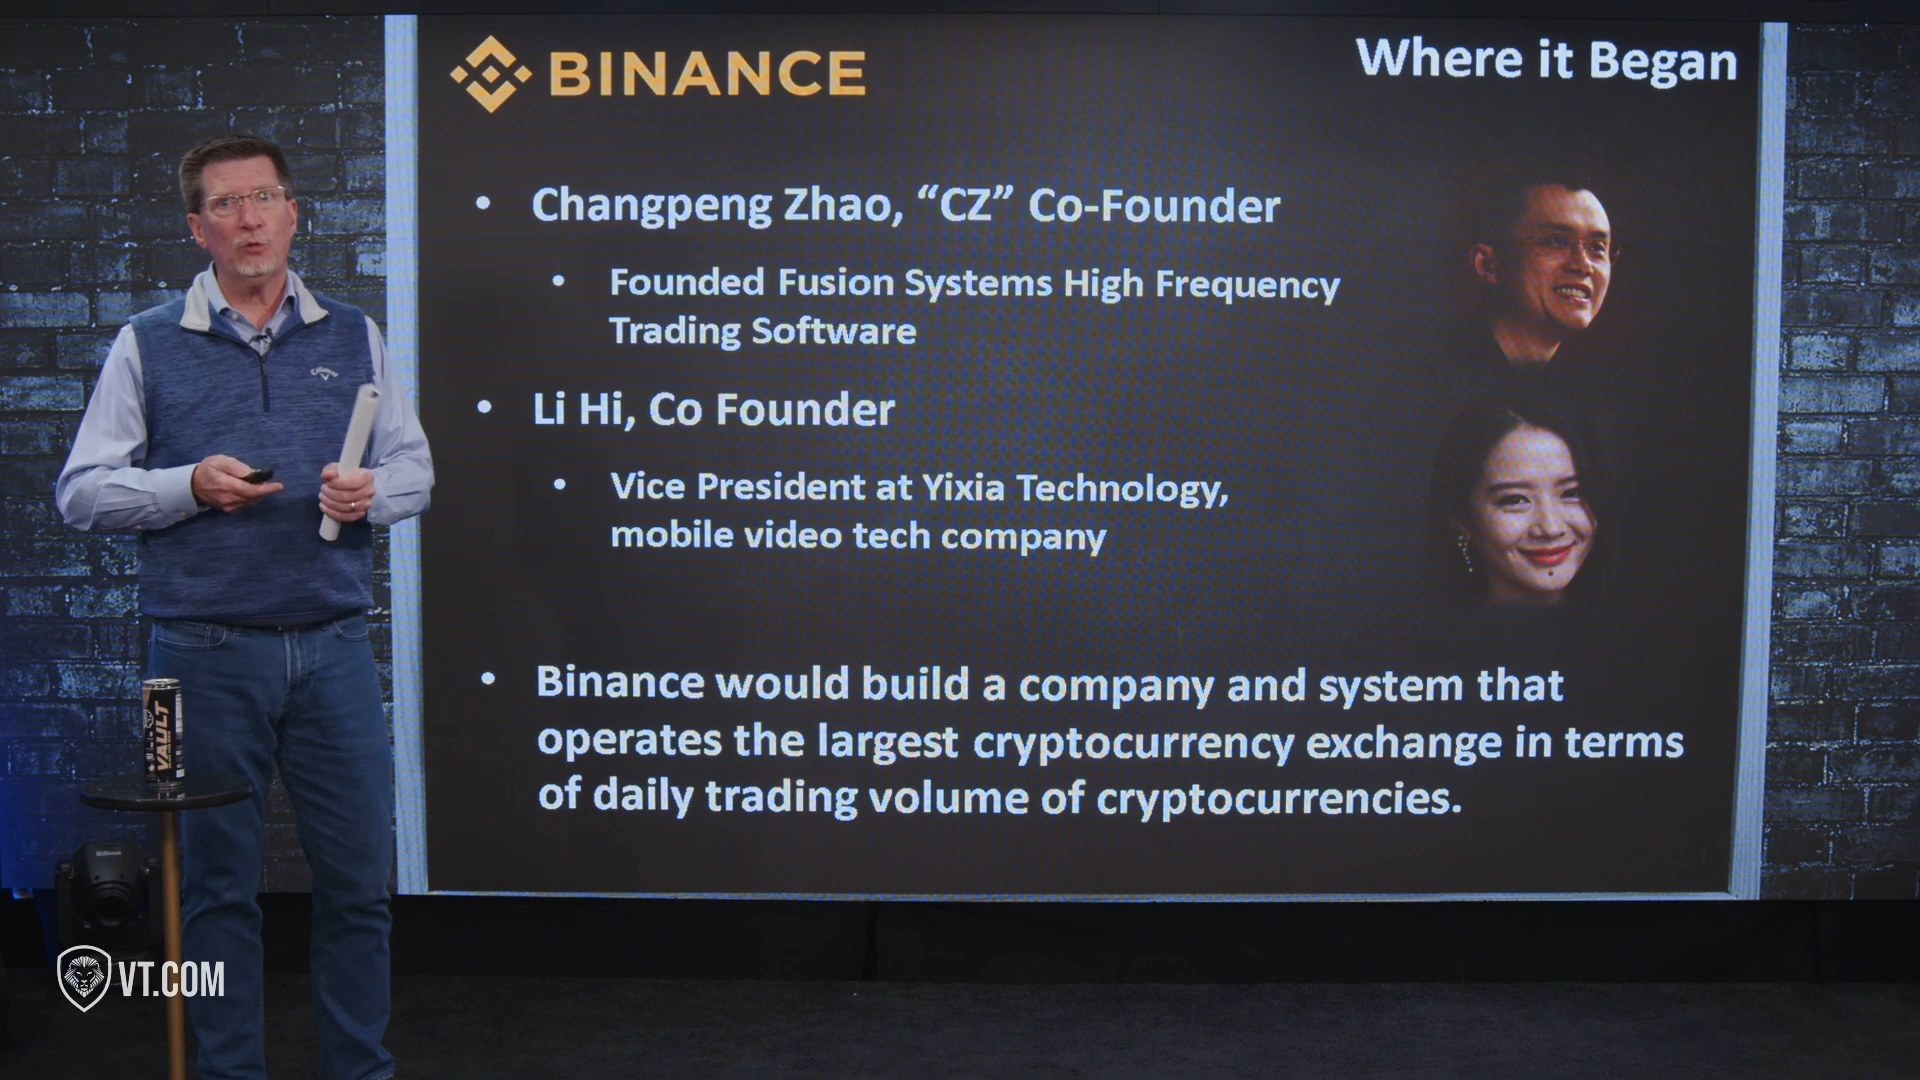 BINANCE
Where it Began
• Changpeng Zhao, “CZ” Co-Founder
• Founded Fusion Systems High Frequency
Trading Software
• Li Hi, Co Founder
• Vice President at Yixia Technology,
mobile video tech company
• Binance would build a company and system that
operates the largest cryptocurrency exchange in terms
of daily trading volume of cryptocurrencies.
Callaway
VAULT
VT.COM